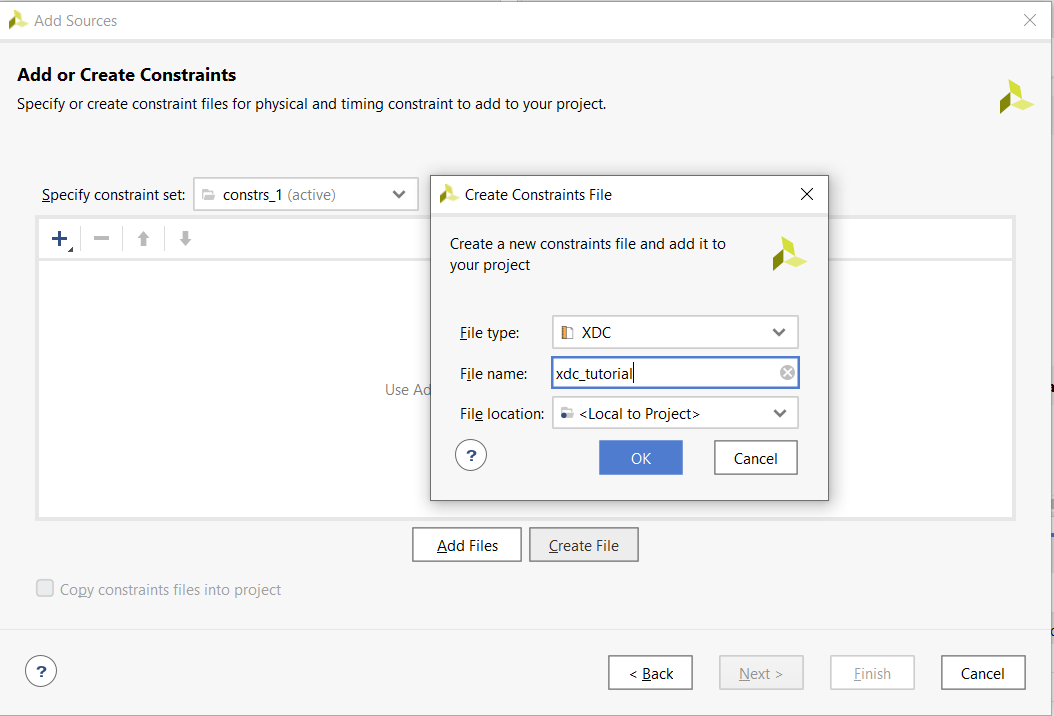 Add Sources
Add or Create Constraints
Specify or create constraint files for physical and timing constraint to add to your project.
Specify constraint set: constrs_1 (active)
Create Constraints File
Create a new constraints file and add it to
your project
File type: XDC
File name: xdc_tutorial
File location: <Local to Project>
? OK Cancel
Use Ad
Add Files Create File
Copy constraints files into project
? < Back Next > Finish Cancel